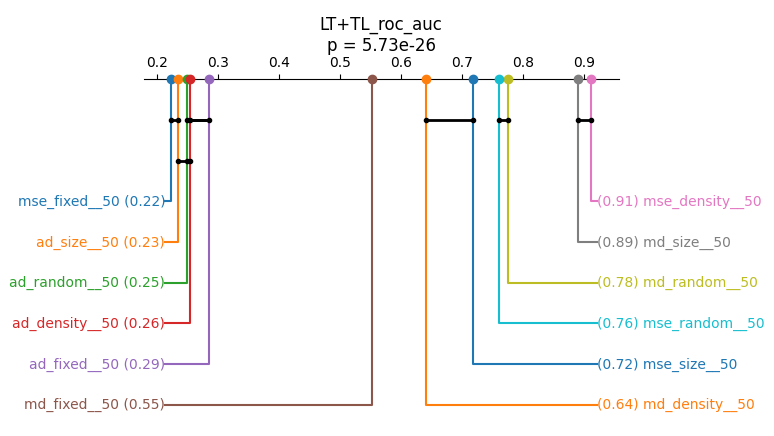 LT+TL_roc_auc
p = 5.73e-26
0.2 0.3 0.4 0.5 0.6 0.7 0.8 0.9
mse_fixed__50 (0.22) (0.91) mse_density__50
ad_size__50 (0.23) (0.89) md_size__50
ad_random__50 (0.25) (0.78) md_random__50
ad_density__50 (0.26) (0.76) mse_random__50
ad_fixed__50 (0.29) (0.72) mse_size__50
md_fixed__50 (0.55) (0.64) md_density__50